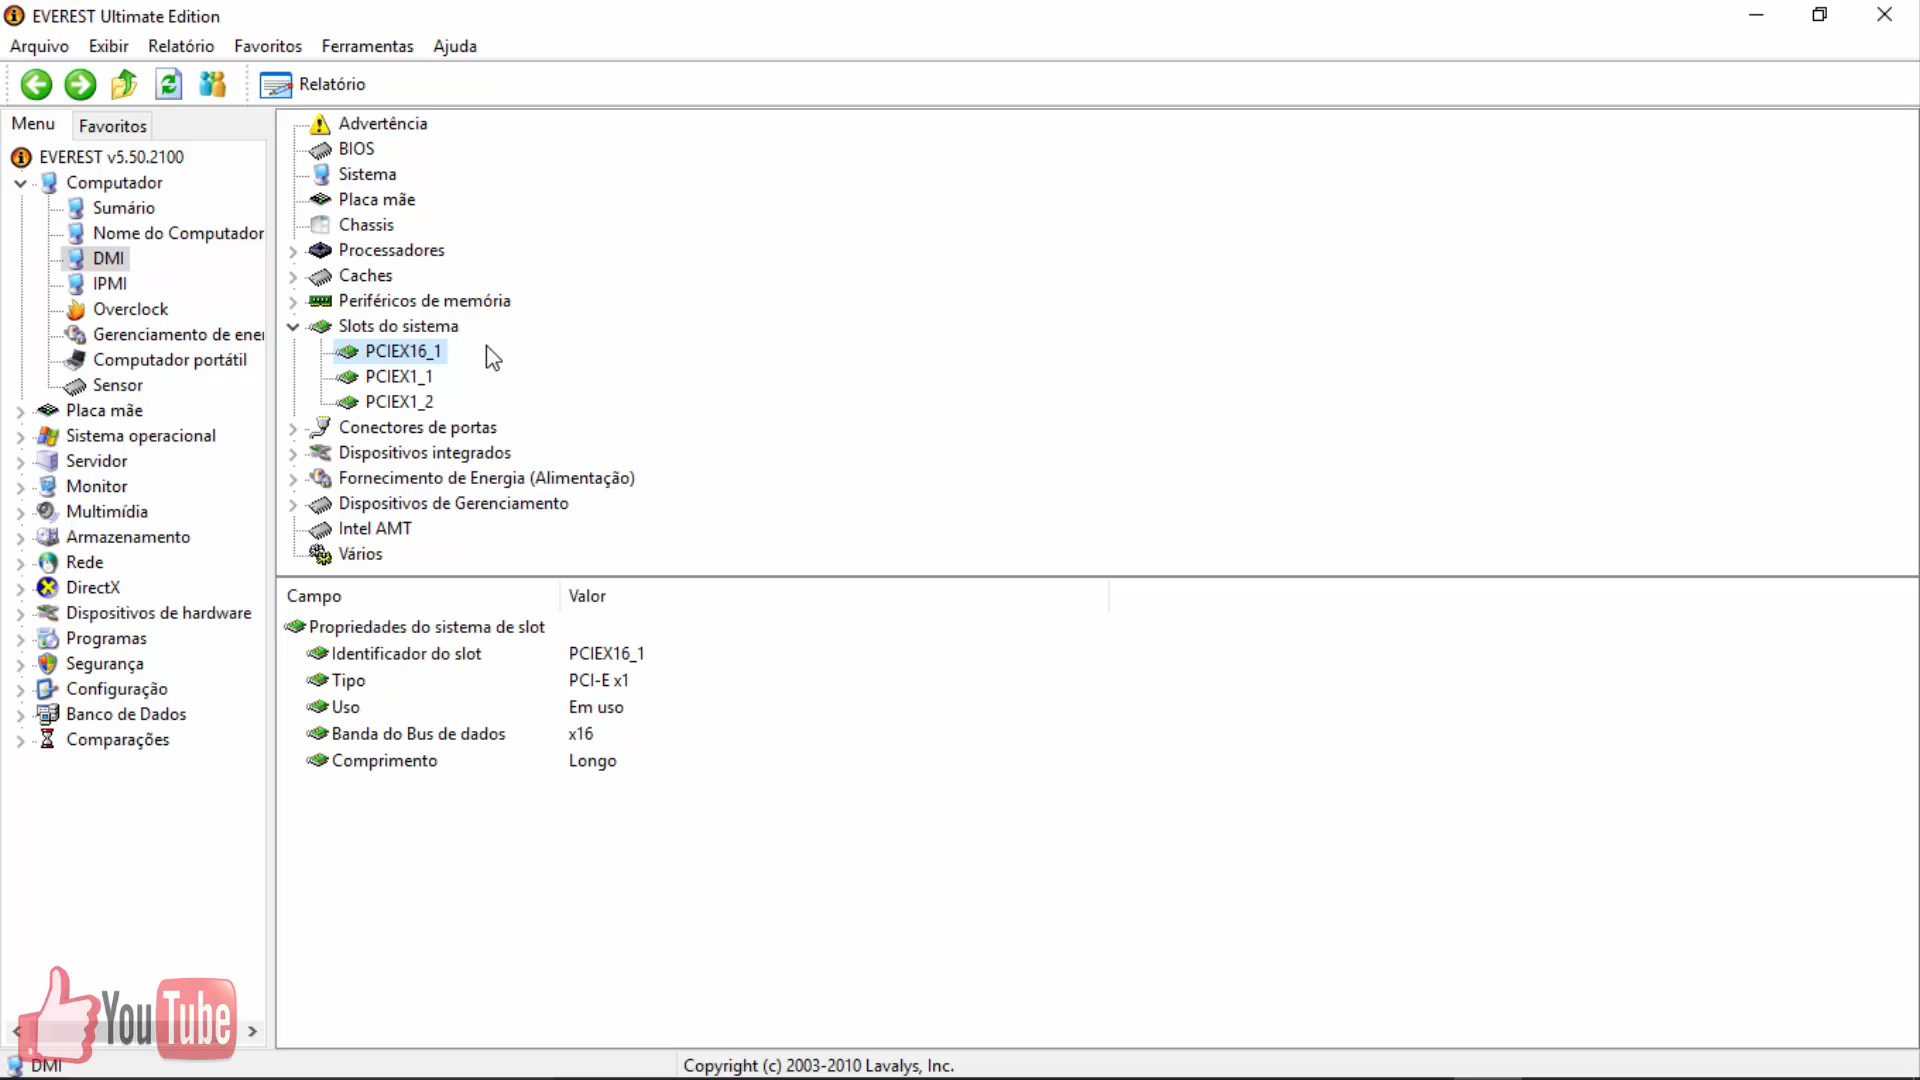 EVEREST Ultimate Edition
Arquivo Exibir Relatório Favoritos Ferramentas Ajuda
Relatório
Menu Favoritos
EVEREST v5.50.2100
Computador
Sumário
Nome do Computador
DMI
IPMI
Overclock
Gerenciamento de ener
Computador portátil
Sensor
Placa mãe
Sistema operacional
Servidor
Monitor
Multimídia
Armazenamento
Rede
DirectX
Dispositivos de hardware
Programas
Segurança
Configuração
Banco de Dados
Comparações
Advertência
BIOS
Sistema
Placa mãe
Chassis
Processadores
Caches
Periféricos de memória
Slots do sistema
PCIEX16_1
PCIEX1_1
PCIEX1_2
Conectores de portas
Dispositivos integrados
Fornecimento de Energia (Alimentação)
Dispositivos de Gerenciamento
Intel AMT
Vários
Campo Valor
Propriedades do sistema de slot
Identificador do slot PCIEX16_1
Tipo PCI-E x1
Uso Em uso
Banda do Bus de dados x16
Comprimento Longo
YouTube
DMI Copyright (c) 2003-2010 Lavalys, Inc.